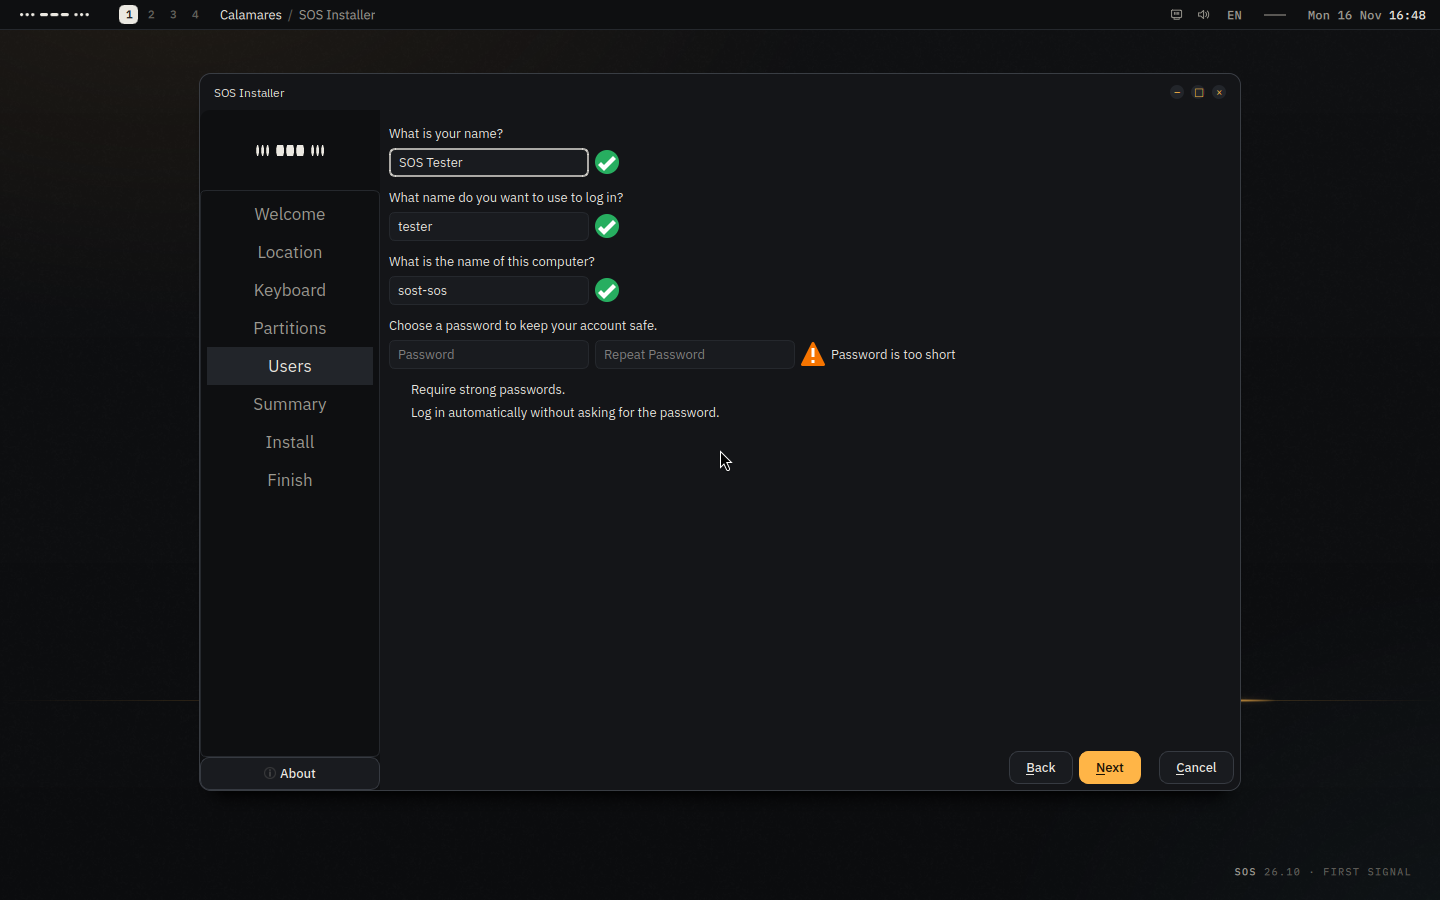 1 2 3 4 Calamares / SOS Installer EN Mon 16 Nov 16:48
SOS Installer
What is your name?
SOS Tester
What name do you want to use to log in?
tester
What is the name of this computer?
sost-sos
Choose a password to keep your account safe.
Password Repeat Password Password is too short
Require strong passwords.
Log in automatically without asking for the password.
Welcome
Location
Keyboard
Partitions
Users
Summary
Install
Finish
About
Back Next Cancel
SOS 26.10 · FIRST SIGNAL